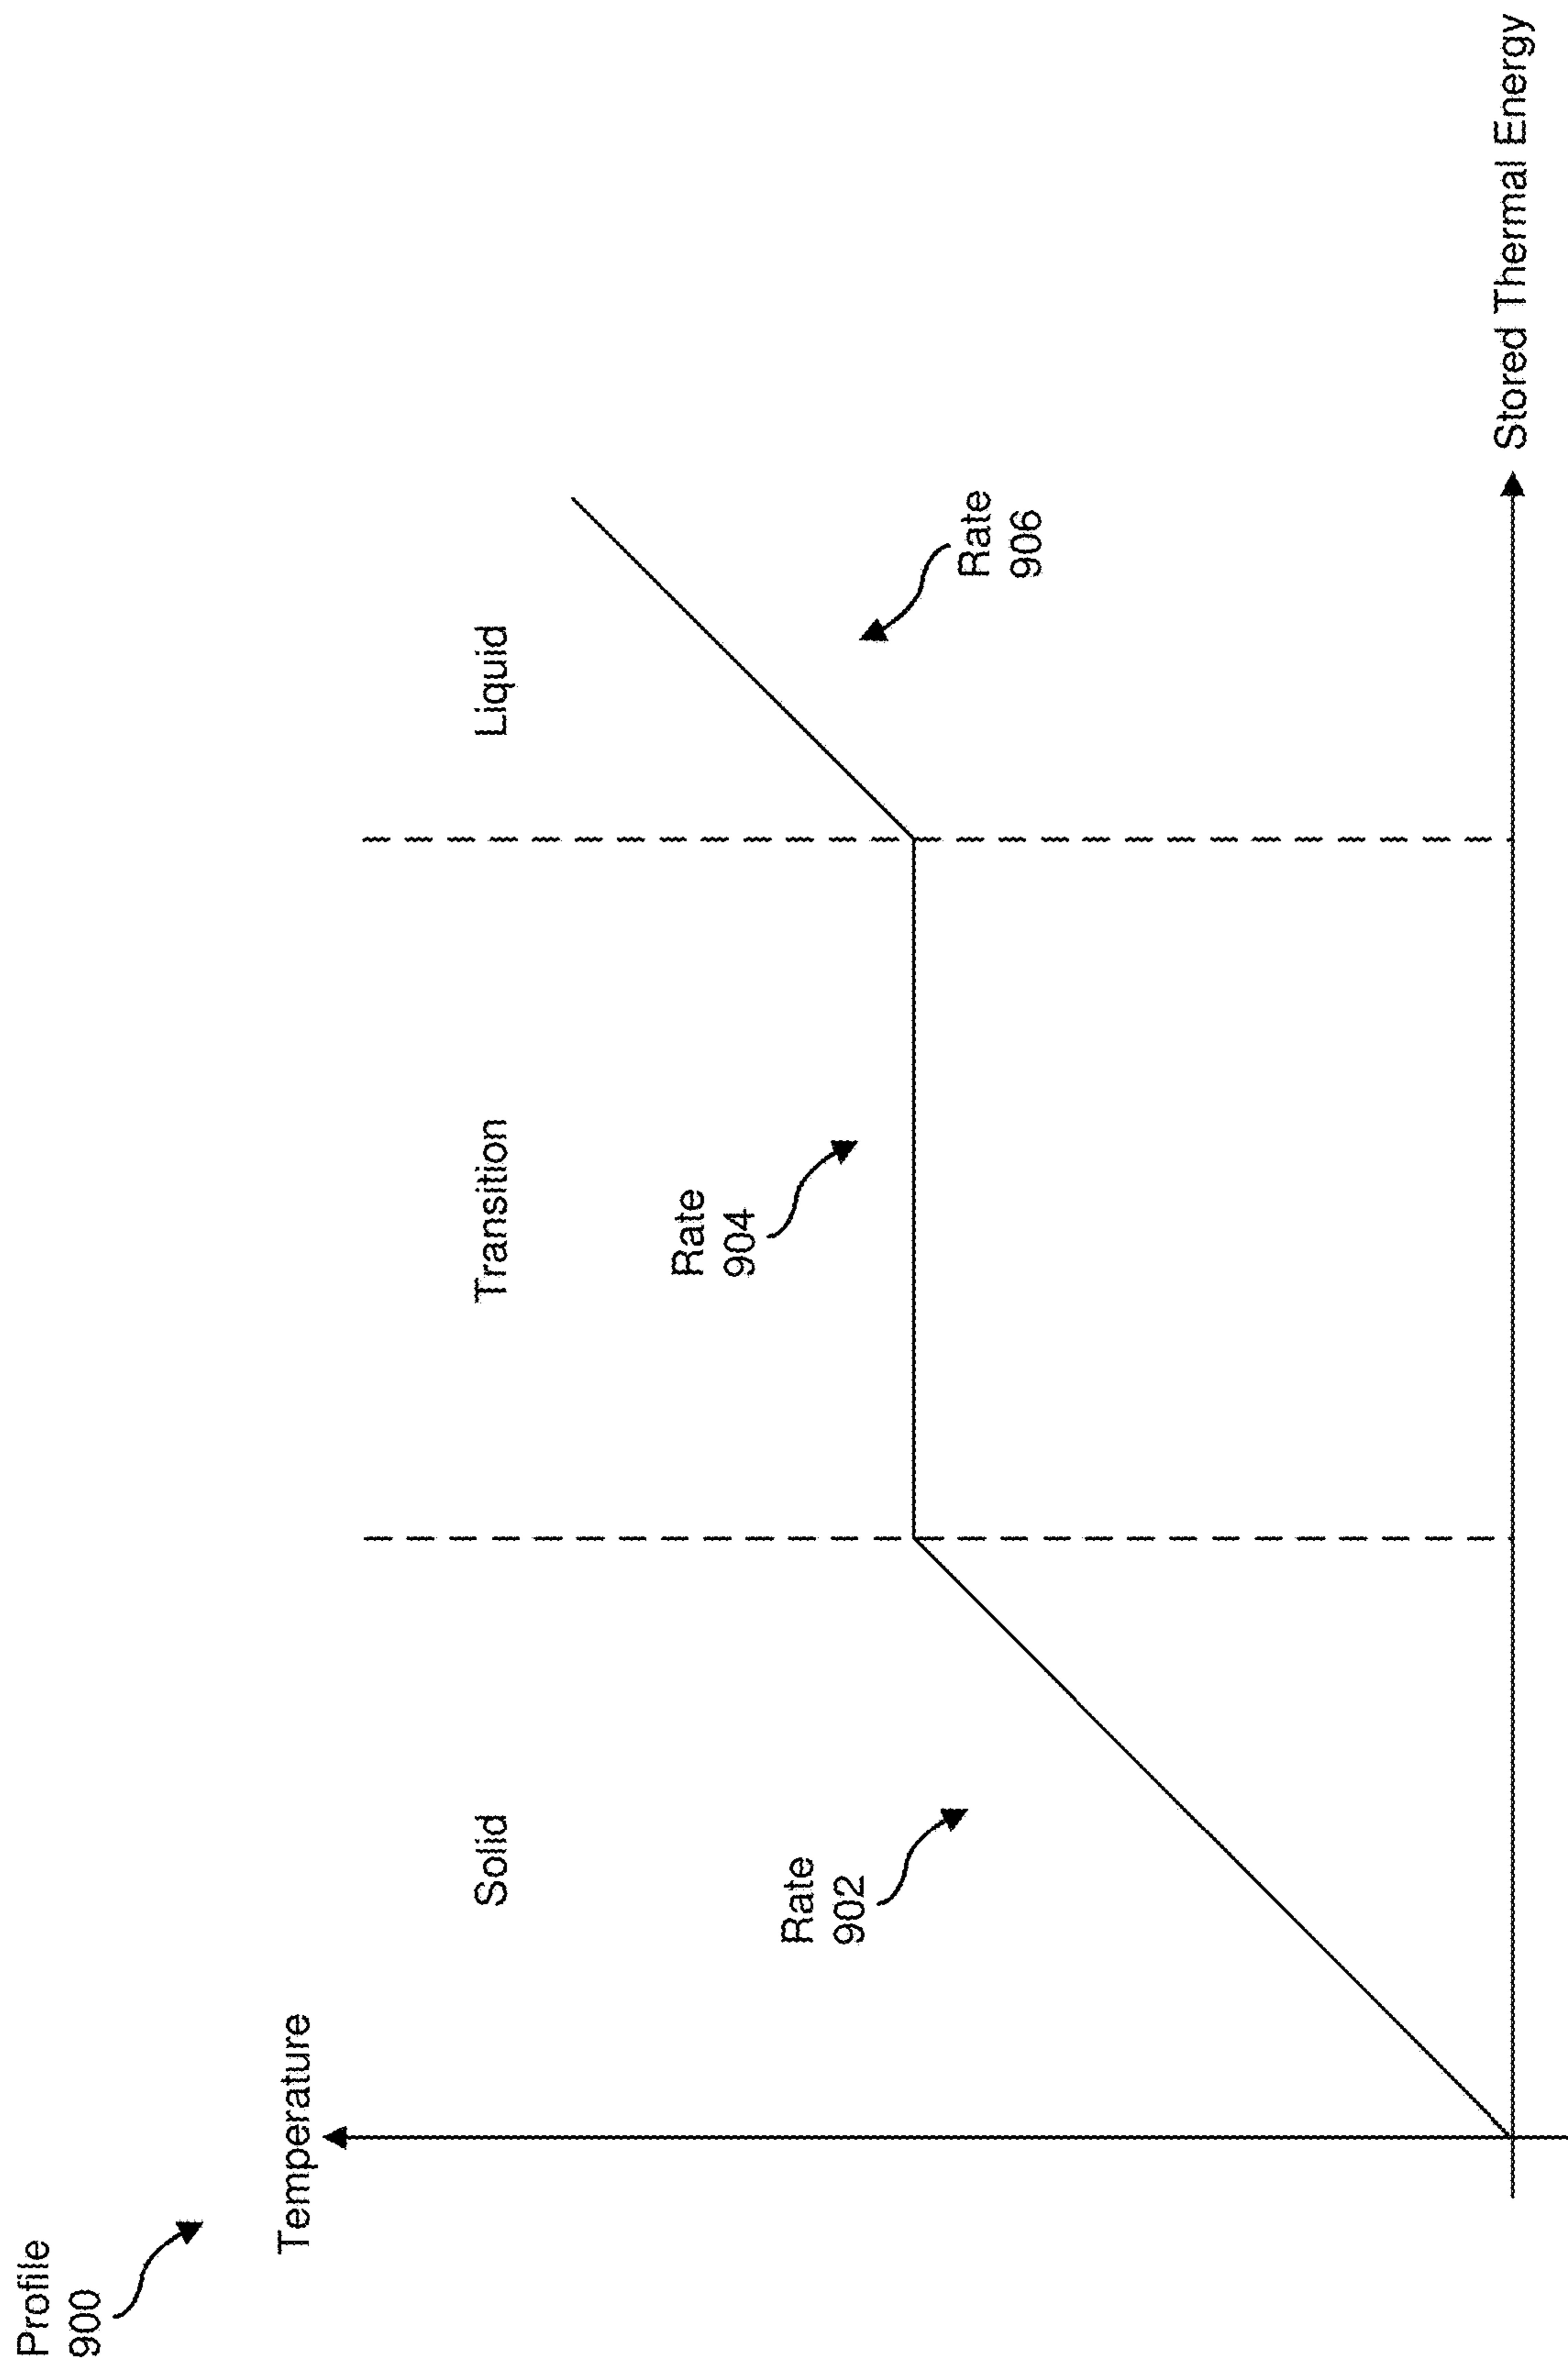 Profile
900
Temperature
Solid
Transition
Liquid
Rate
904
Rate
902
Rate
906
Stored Thermal Energy